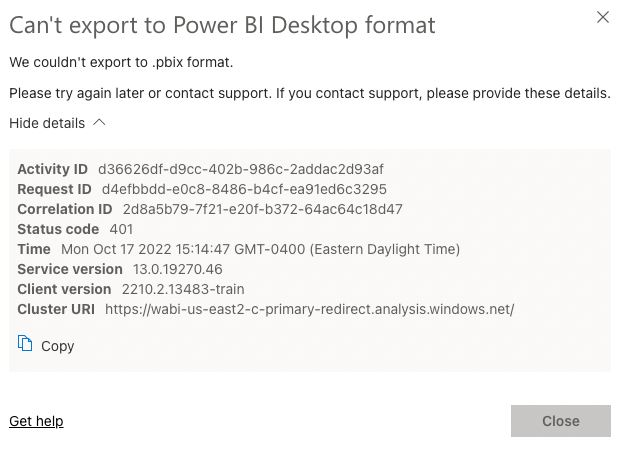 Can't export to Power BI Desktop format
We couldn't export to .pbix format.
Please try again later or contact support. If you contact support, please provide these details.
Hide details
Activity ID d36626df-d9cc-402b-986c-2addac2d93af
Request ID d4efbbdd-e0c8-8486-b4cf-ea91ed6c3295
Correlation ID 2d8a5b79-7f21-e20f-b372-64ac64c18d47
Status code 401
Time Mon Oct 17 2022 15:14:47 GMT-0400 (Eastern Daylight Time)
Service version 13.0.19270.46
Client version 2210.2.13483-train
Cluster URI https://wabi-us-east2-c-primary-redirect.analysis.windows.net/
Copy
Get help
Close